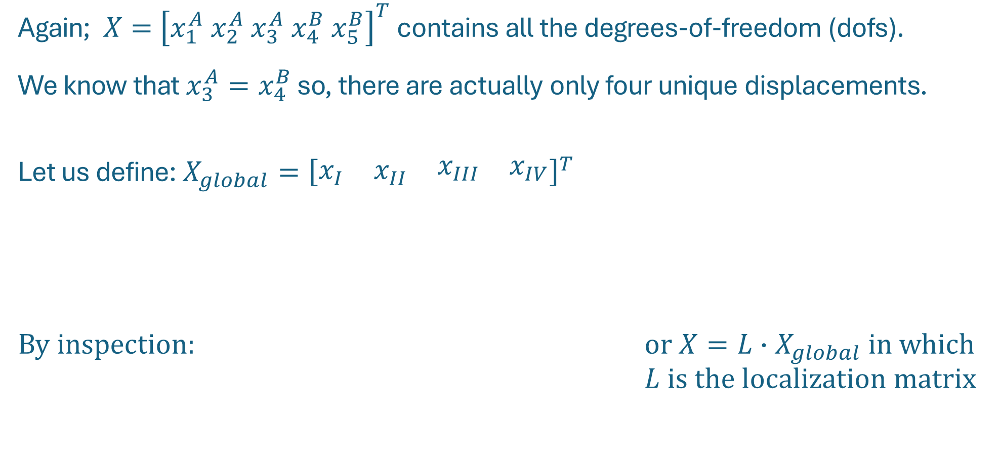 Again; $X = \left[x_1^A \ x_2^A \ x_3^A \ x_4^B \ x_5^B\right]^T$ contains all the degrees-of-freedom (dofs).
We know that $x_3^A = x_4^B$ so, there are actually only four unique displacements.
Let us define: $X_{global} = [x_I \quad x_{II} \quad x_{III} \quad x_{IV}]^T$
By inspection:
or $X = L \cdot X_{global}$ in which
$L$ is the localization matrix